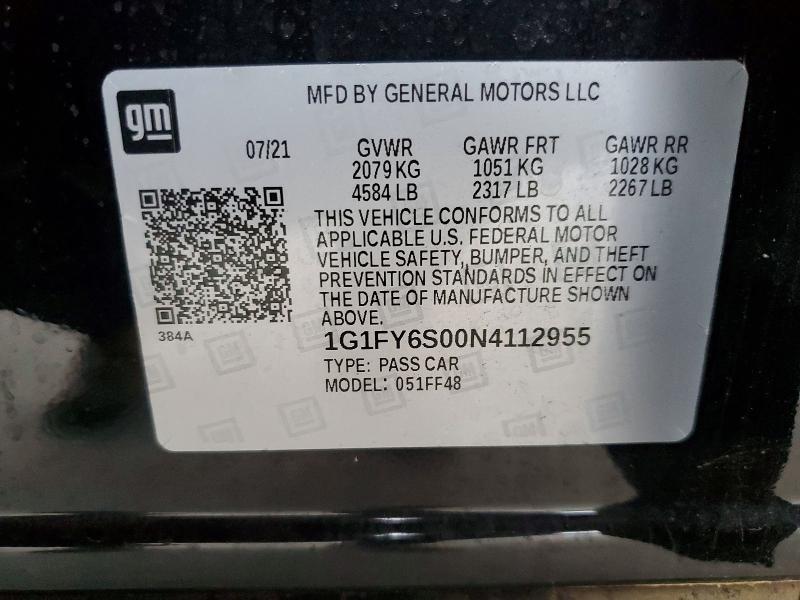 gm
MFD BY GENERAL MOTORS LLC
07/21 GVWR GAWR FRT GAWR RR
2079 KG 1051 KG 1028 KG
4584 LB 2317 LB 2267 LB
THIS VEHICLE CONFORMS TO ALL
APPLICABLE U.S. FEDERAL MOTOR
VEHICLE SAFETY, BUMPER, AND THEFT
PREVENTION STANDARDS IN EFFECT ON
THE DATE OF MANUFACTURE SHOWN
ABOVE.
384A
1G1FY6S00N4112955
TYPE: PASS CAR
MODEL: 051FF48